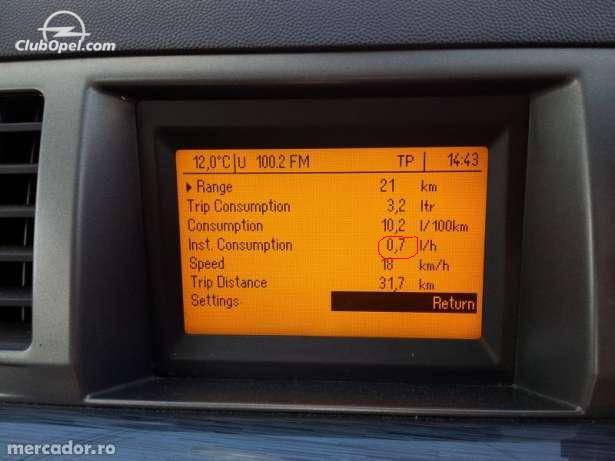 ClubOpel.com
12,0°C U 100.2 FM TP 14:43
Range 21 km
Trip Consumption 3,2 ltr
Consumption 10,2 l/100km
Inst. Consumption 0,7 l/h
Speed 18 km/h
Trip Distance 31,7 km
Settings Return
mercador.ro